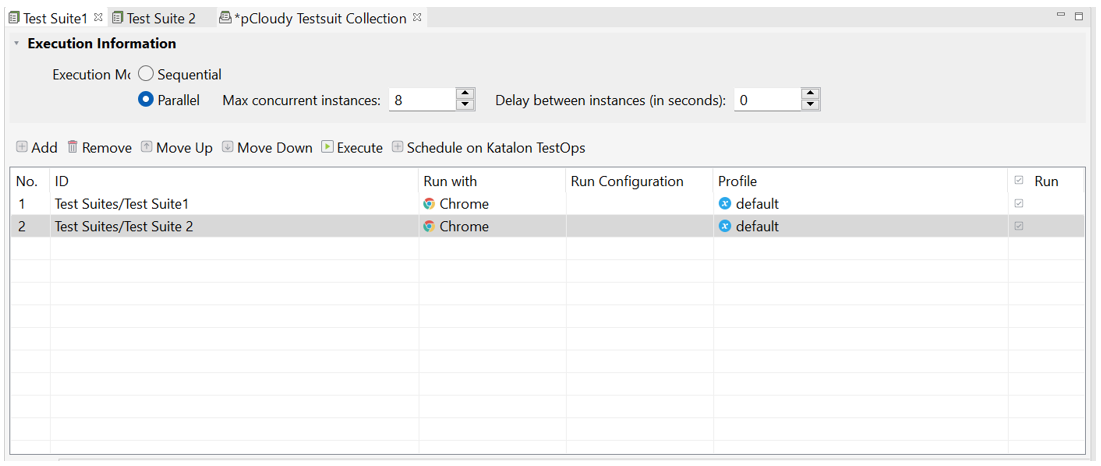 Test Suite1 Test Suite 2 *pCloudy Testsuit Collection
Execution Information
Execution Mo Sequential
Parallel Max concurrent instances: 8 Delay between instances (in seconds): 0
Add Remove Move Up Move Down Execute Schedule on Katalon TestOps
No. ID Run with Run Configuration Profile Run
1 Test Suites/Test Suite1 Chrome default
2 Test Suites/Test Suite 2 Chrome default